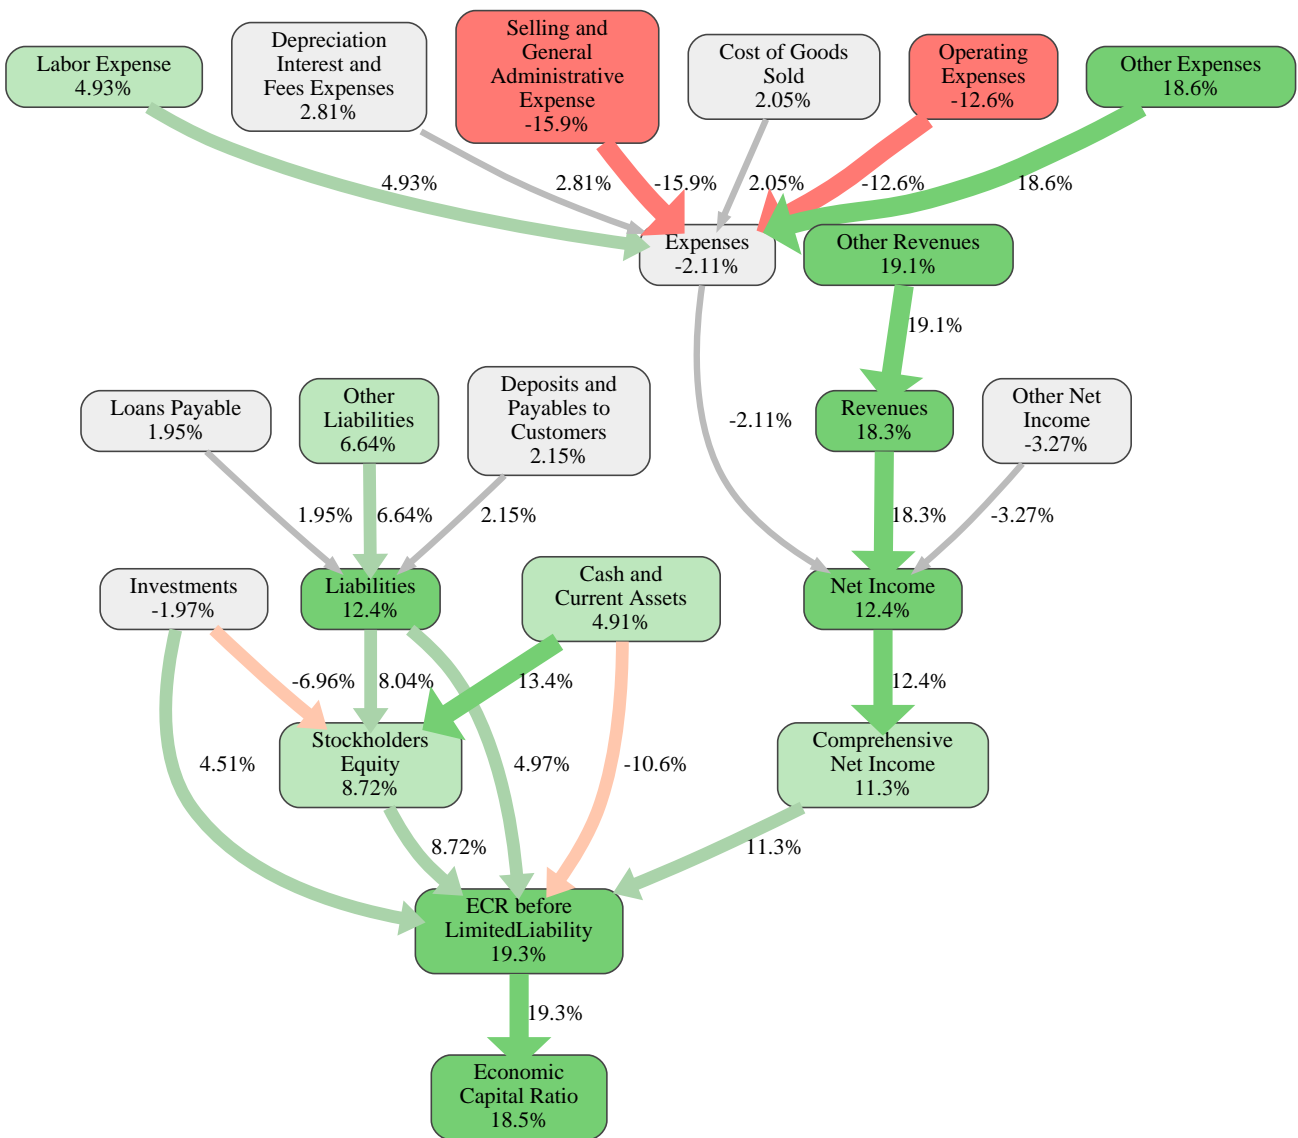 Labor Expense
4.93%
Depreciation
Interest and
Fees Expenses
2.81%
Selling and
General
Administrative
Expense
-15.9%
Cost of Goods
Sold
2.05%
Operating
Expenses
-12.6%
Other Expenses
18.6%
4.93%
2.81%
-15.9%
2.05%
-12.6%
18.6%
Expenses
-2.11%
Other Revenues
19.1%
19.1%
Loans Payable
1.95%
Other
Liabilities
6.64%
Deposits and
Payables to
Customers
2.15%
-2.11%
Revenues
18.3%
Other Net
Income
-3.27%
1.95%
6.64%
2.15%
18.3%
-3.27%
Investments
-1.97%
Liabilities
12.4%
Cash and
Current Assets
4.91%
Net Income
12.4%
-6.96%
8.04%
13.4%
12.4%
4.51%
Stockholders
Equity
8.72%
4.97%
-10.6%
Comprehensive
Net Income
11.3%
8.72%
11.3%
ECR before
LimitedLiability
19.3%
19.3%
Economic
Capital Ratio
18.5%